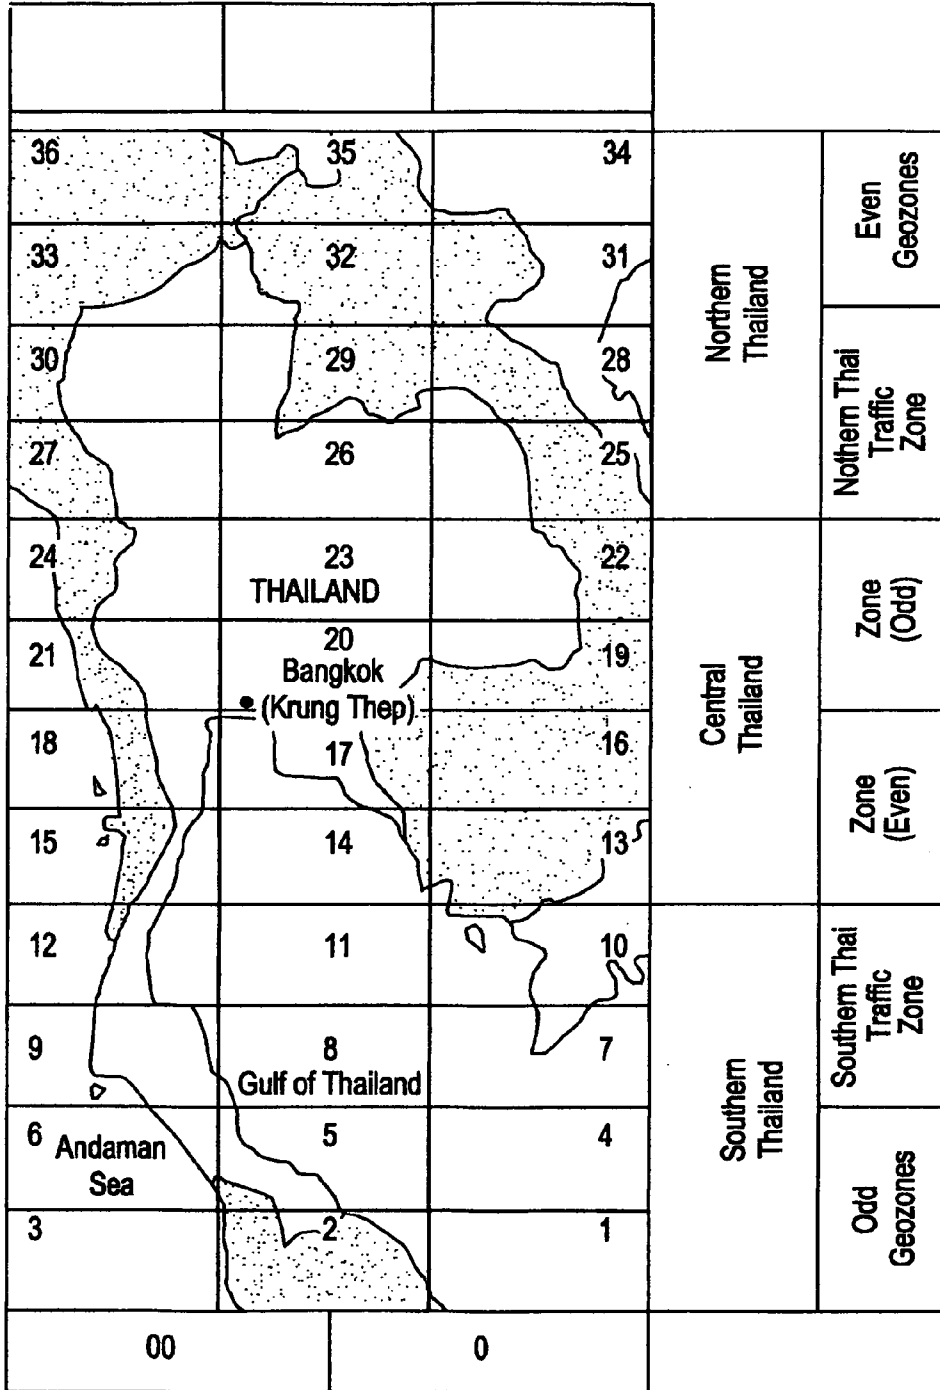 36
35
34
33
32
31
30
29
28
27
26
25
24
23
22
THAILAND
21
20
19
Bangkok
(Krung Thep)
18
17
16
15
14
13
12
11
10
9
8
7
Gulf of Thailand
6
5
4
Andaman
Sea
3
2
1
00
0
Northern
Thailand
Central
Thailand
Southern
Thailand
Even
Geozones
Nothern Thai
Traffic
Zone
Zone
(Odd)
Zone
(Even)
Southern Thai
Traffic
Zone
Odd
Geozones